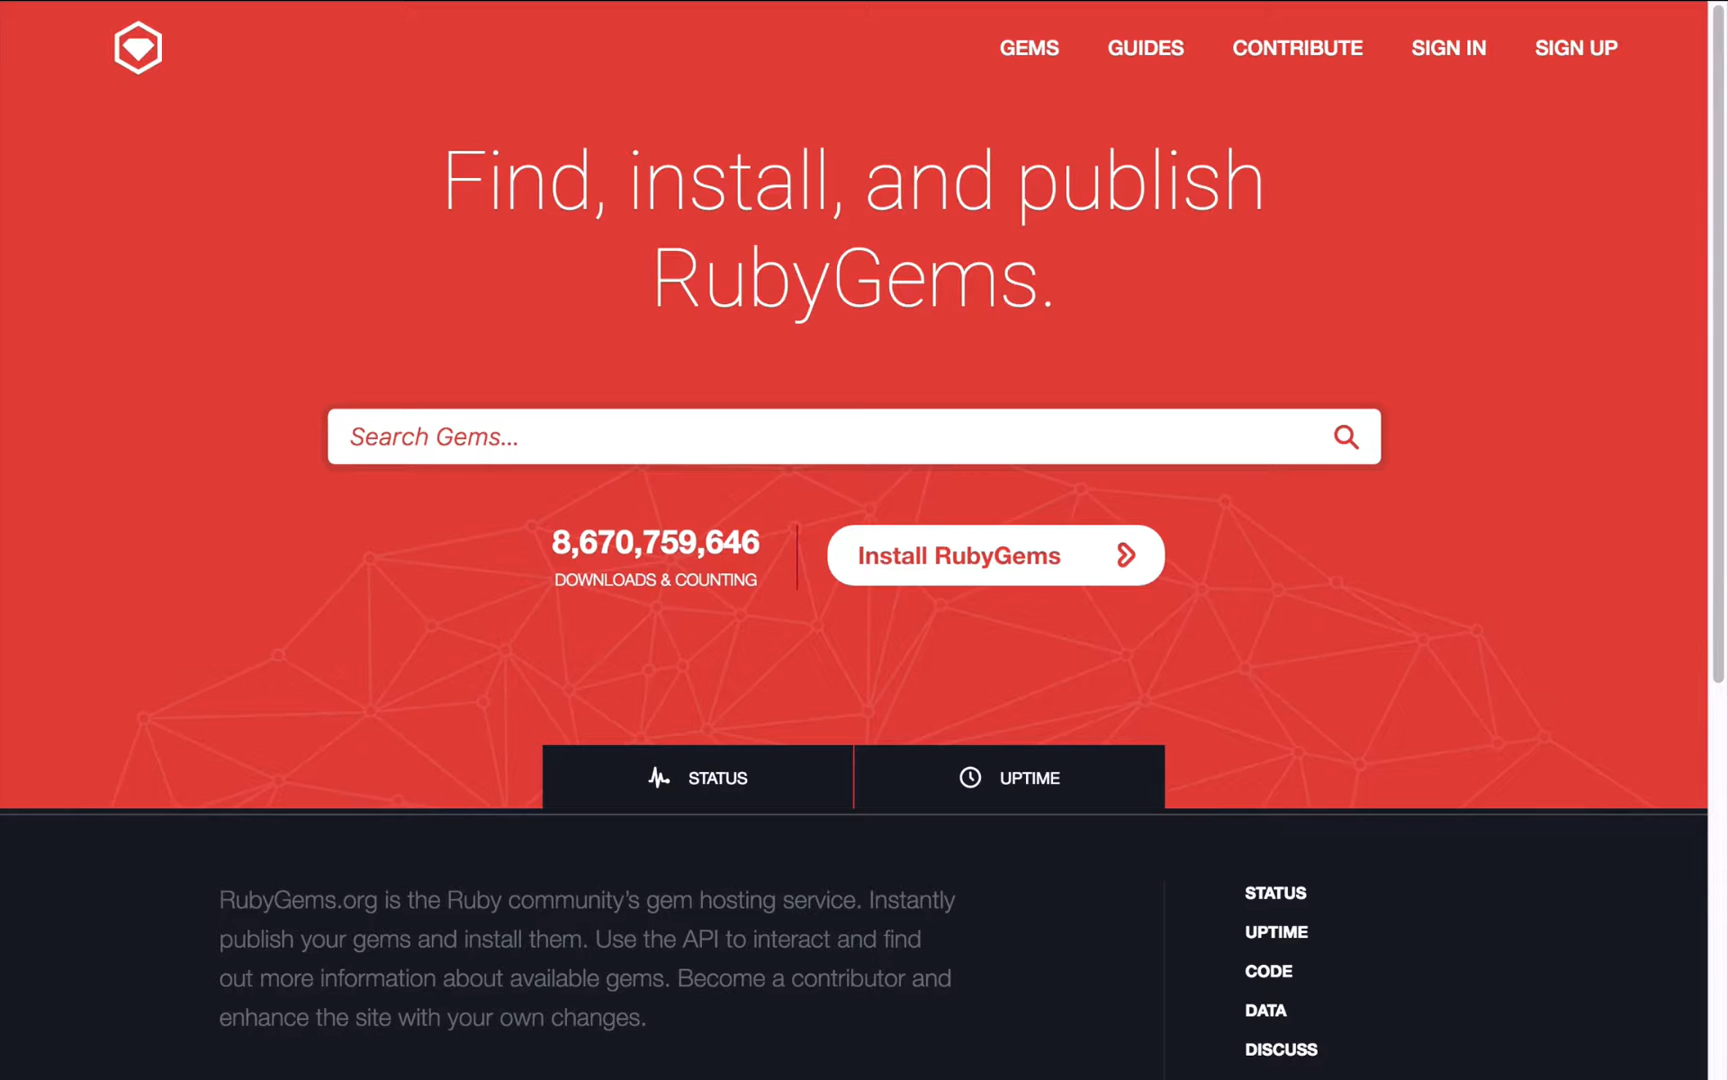 GEMS GUIDES CONTRIBUTE SIGN IN SIGN UP
Find, install, and publish
RubyGems.
Search Gems...
8,670,759,646
DOWNLOADS & COUNTING
Install RubyGems
STATUS
UPTIME
RubyGems.org is the Ruby community’s gem hosting service. Instantly
publish your gems and install them. Use the API to interact and find
out more information about available gems. Become a contributor and
enhance the site with your own changes.
STATUS
UPTIME
CODE
DATA
DISCUSS